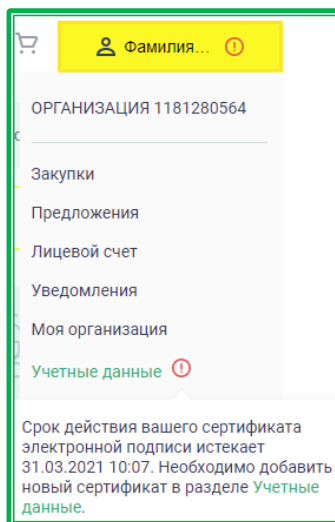 Фамилия...
ОРГАНИЗАЦИЯ 1181280564
Закупки
Предложения
Лицевой счет
Уведомления
Моя организация
Учетные данные
Срок действия вашего сертификата
электронной подписи истекает
31.03.2021 10:07. Необходимо добавить
новый сертификат в разделе Учетные
данные.